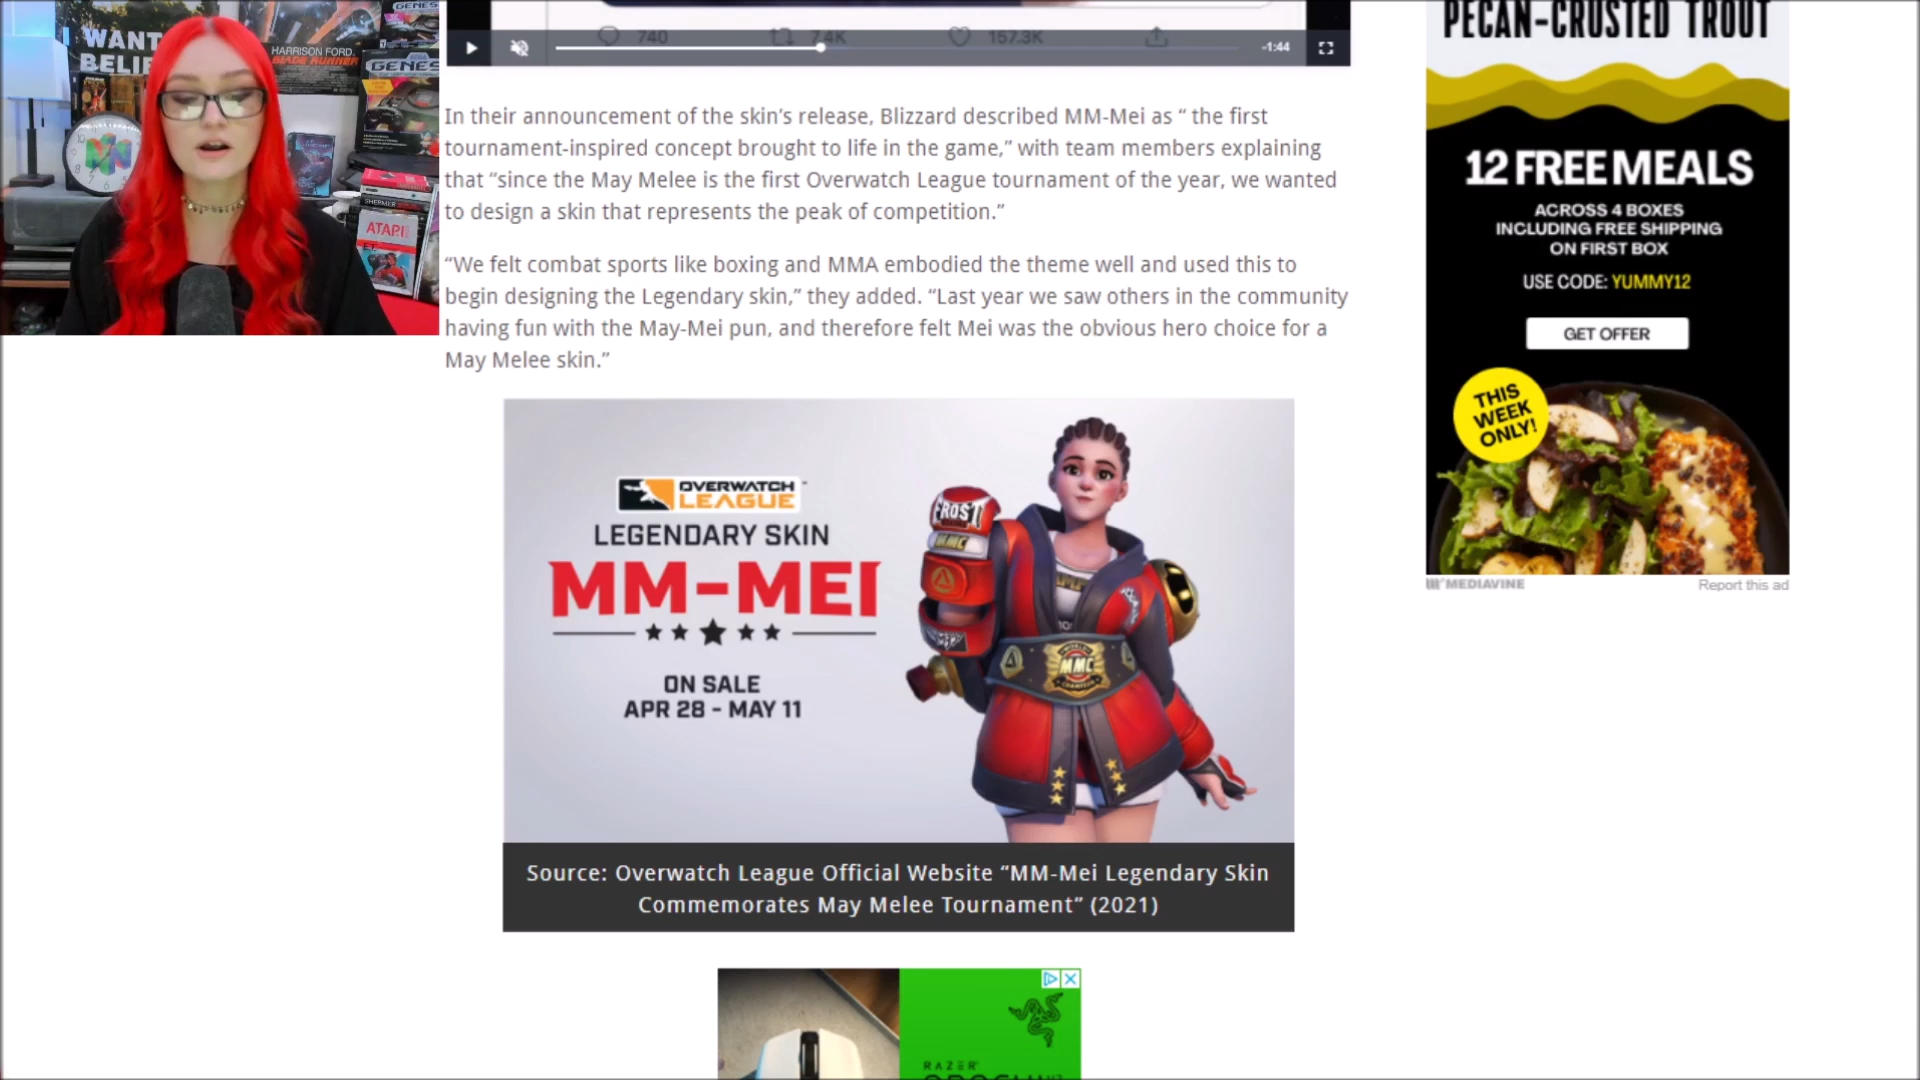 I WANT
BELIE
HARRISON FORD
BLADE RUNNER
GENESIS
GENES
SHERMER
ATARI
E.T.
740
7.4K
157.3K
-1:44
In their announcement of the skin’s release, Blizzard described MM-Mei as “ the first
tournament-inspired concept brought to life in the game,” with team members explaining
that “since the May Melee is the first Overwatch League tournament of the year, we wanted
to design a skin that represents the peak of competition.”
“We felt combat sports like boxing and MMA embodied the theme well and used this to
begin designing the Legendary skin,” they added. “Last year we saw others in the community
having fun with the May-Mei pun, and therefore felt Mei was the obvious hero choice for a
May Melee skin.”
OVERWATCH
LEAGUE
LEGENDARY SKIN
MM-MEI
ON SALE
APR 28 - MAY 11
FROST
MMC
MMC
Source: Overwatch League Official Website “MM-Mei Legendary Skin
Commemorates May Melee Tournament” (2021)
RAZER
PECAN-CRUSTED TROUT
12 FREE MEALS
ACROSS 4 BOXES
INCLUDING FREE SHIPPING
ON FIRST BOX
USE CODE: YUMMY12
GET OFFER
THIS
WEEK
ONLY!
MEDIAVINE
Report this ad